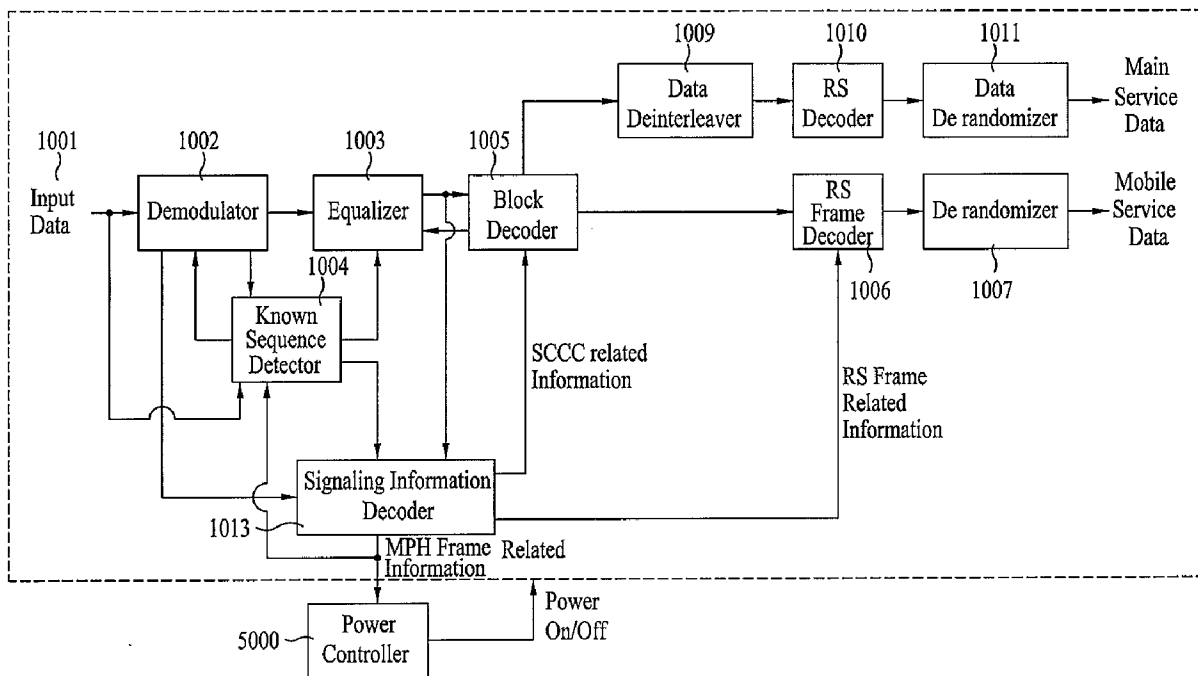 1009
1010
1011
Data
Deinterleaver
RS
Decoder
Data
De randomizer
Main
Service
Data
1001
1002
1003
1005
Input
Data
Demodulator
Equalizer
Block
Decoder
RS
Frame
Decoder
De randomizer
Mobile
Service
Data
1004
1006
1007
Known
Sequence
Detector
SCCC related
Information
RS Frame
Related
Information
Signaling Information
Decoder
1013
MPH Frame Related
Information
Power
On/Off
5000
Power
Controller